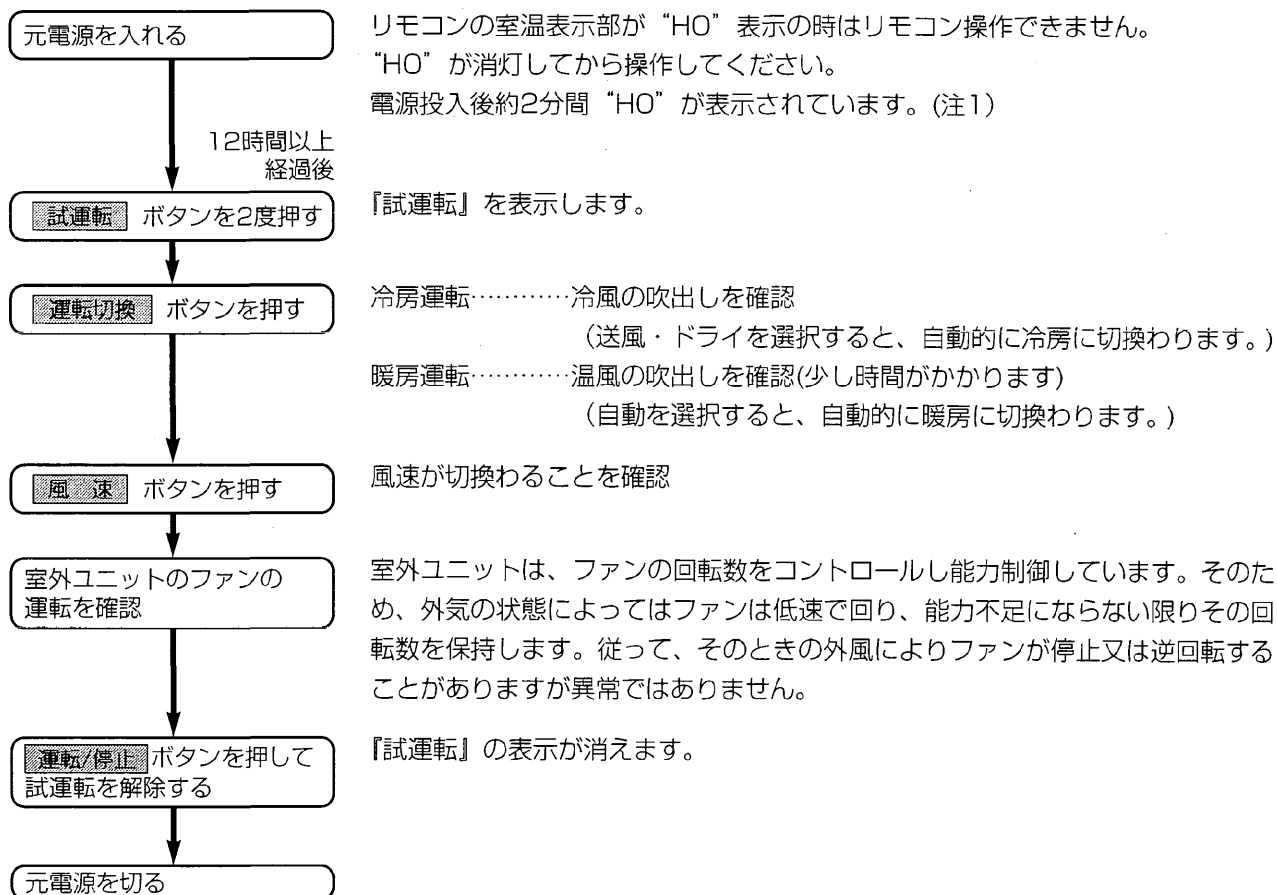 元電源を入れる
リモコンの室温表示部が“HO”表示の時はリモコン操作できません。
“HO”が消灯してから操作してください。
電源投入後約2分間“HO”が表示されています。(注1)
12時間以上
経過後
試運転 ボタンを2度押す
『試運転』を表示します。
運転切換 ボタンを押す
冷房運転…………冷風の吹出しを確認
(送風・ドライを選択すると、自動的に冷房に切換わります。)
暖房運転…………温風の吹出しを確認(少し時間がかかります)
(自動を選択すると、自動的に暖房に切換わります。)
風 速 ボタンを押す
風速が切換わることを確認
室外ユニットのファンの
運転を確認
室外ユニットは、ファンの回転数をコントロールし能力制御しています。そのた
め、外気の状態によってはファンは低速で回り、能力不足にならない限りその回
転数を保持します。従って、そのときの外風によりファンが停止又は逆回転する
ことがありますが異常ではありません。
運転/停止 ボタンを押して
試運転を解除する
『試運転』の表示が消えます。
元電源を切る